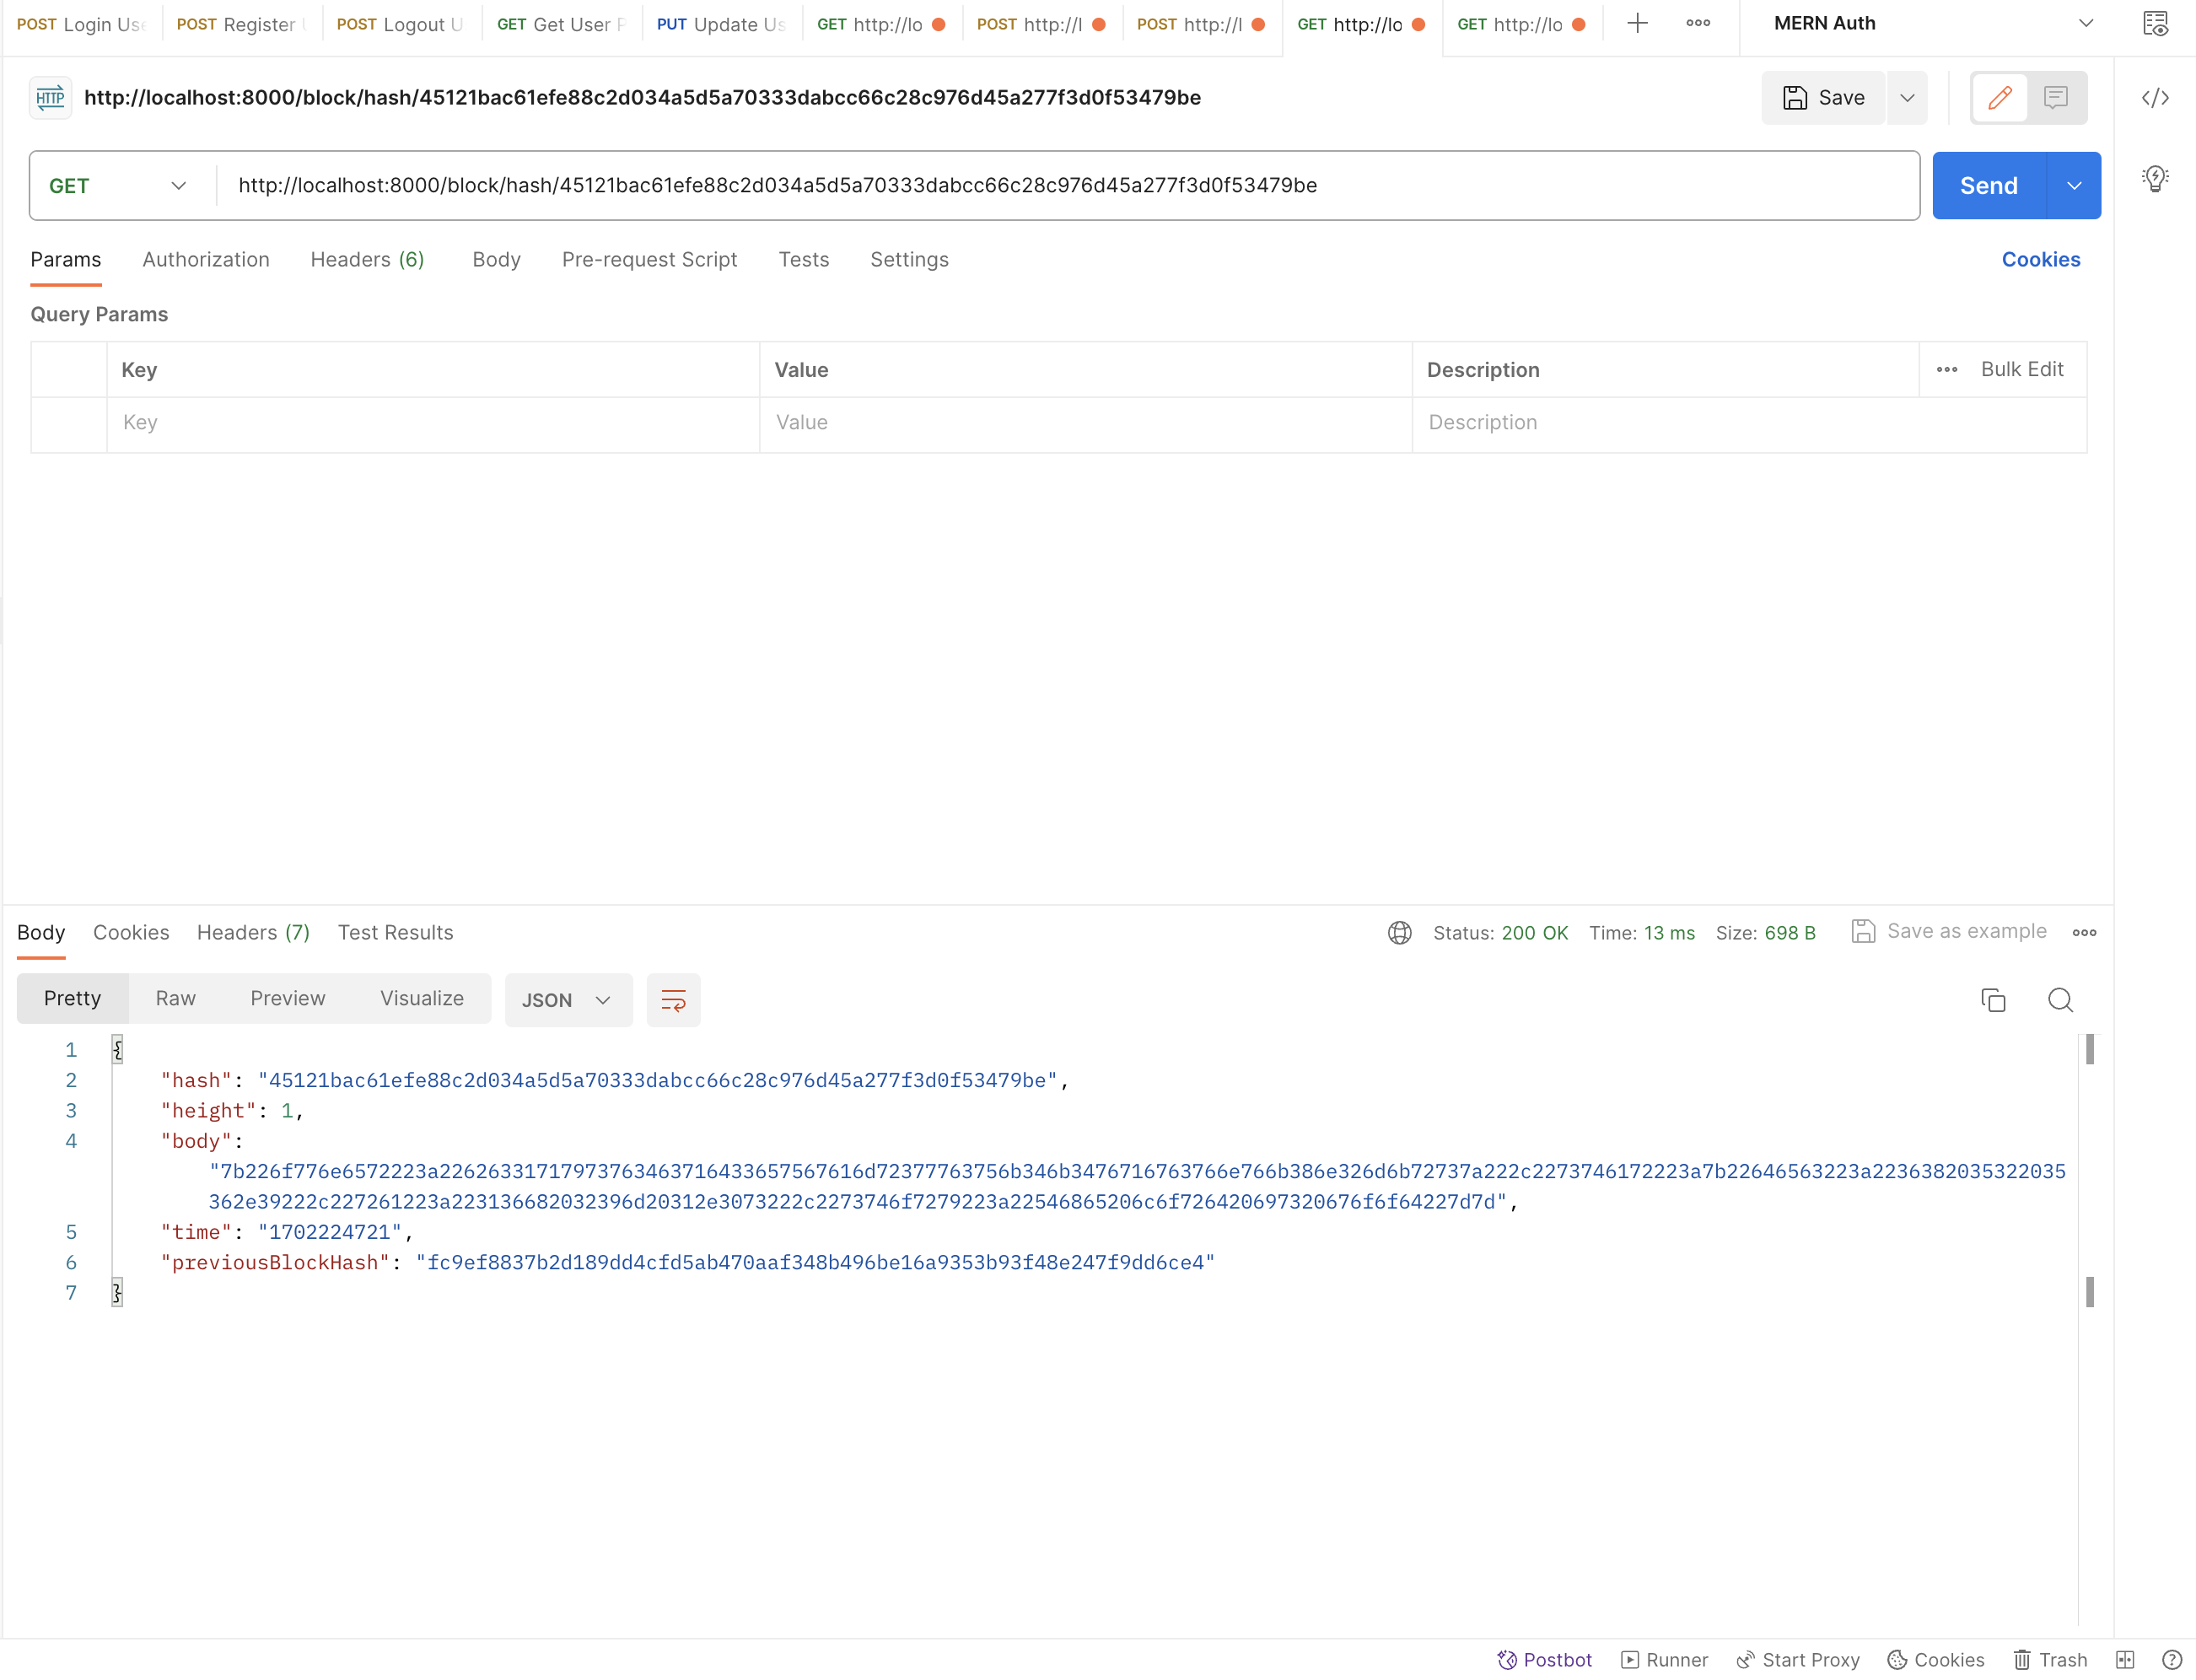 POST Login Use
POST Register U
POST Logout U
GET Get User P
PUT Update Us
GET http://lo
POST http://l
POST http://l
GET http://lo
GET http://lo
MERN Auth
HTTP
http://localhost:8000/block/hash/45121bac61efe88c2d034a5d5a70333dabcc66c28c976d45a277f3d0f53479be
Save
GET
http://localhost:8000/block/hash/45121bac61efe88c2d034a5d5a70333dabcc66c28c976d45a277f3d0f53479be
Send
Params Authorization Headers (6) Body Pre-request Script Tests Settings Cookies
Query Params
Key Value Description Bulk Edit
Key Value Description
Body Cookies Headers (7) Test Results Status: 200 OK Time: 13 ms Size: 698 B Save as example
Pretty Raw Preview Visualize JSON
1 {
2 "hash": "45121bac61efe88c2d034a5d5a70333dabcc66c28c976d45a277f3d0f53479be",
3 "height": 1,
4 "body":
"7b226f776e6572223a226263317179737634637164336575676​16d72377763756b346b3476716763766e766b386e326d6b72737a222c2273746172223a7b22646563223a2236382035322035
362e39222c227261223a223136682032396d20312e3073222c2273746f7279223a22546865206c6f726420697320676f6f64227d7d",
5 "time": "1702224721",
6 "previousBlockHash": "fc9ef8837b2d189dd4cfd5ab470aaf348b496be16a9353b93f48e247f9dd6ce4"
7 }
Postbot Runner Start Proxy Cookies Trash